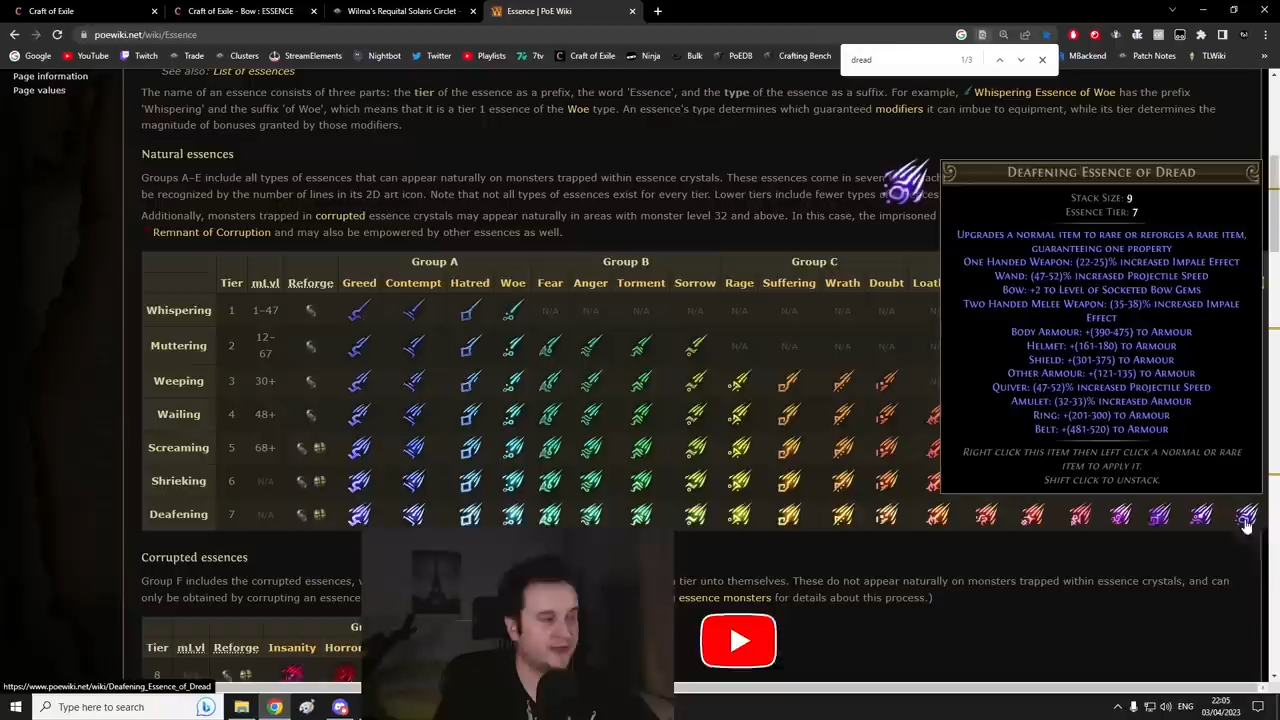 Craft of Exile
Craft of Exile - Bow : ESSENCE
Wilma's Requital Solaris Circlet -
Essence | PoE Wiki
poewiki.net/wiki/Essence
Google
YouTube
Twitch
Trade
Clusters
StreamElements
Nightbot
Twitter
Playlists
7tv
Craft of Exile
Ninja
Bulk
PoEDB
Crafting Bench
MBackend
Patch Notes
TLWiki
dread
1/3
Page information
Page values
See also: List of essences
The name of an essence consists of three parts: the tier of the essence as a prefix, the word 'Essence', and the type of the essence as a suffix. For example, Whispering Essence of Woe has the prefix
'Whispering' and the suffix 'of Woe', which means that it is a tier 1 essence of the Woe type. An essence's type determines which guaranteed modifiers it can imbue to equipment, while its tier determines the
magnitude of bonuses granted by those modifiers.
Natural essences
Groups A–E include all types of essences that can appear naturally on monsters trapped within essence crystals. These essences come in seven
be recognized by the number of lines in its 2D art icon. Note that not all types of essences exist for every tier. Lower tiers include fewer types
Additionally, monsters trapped in corrupted essence crystals may appear naturally in areas with monster level 32 and above. In this case, the imprisoned
Remnant of Corruption and may also be empowered by other essences as well.
Group A
Group B
Group C
Tier
mLvl
Reforge
Greed
Contempt
Hatred
Woe
Fear
Anger
Torment
Sorrow
Rage
Suffering
Wrath
Doubt
Loath
Whispering
1
1–47
N/A
N/A
N/A
N/A
N/A
N/A
N/A
N/A
N/A
Muttering
2
12–
67
N/A
N/A
N/A
N/A
N/A
Weeping
3
30+
N/A
Wailing
4
48+
Screaming
5
68+
Shrieking
6
N/A
Deafening
7
N/A
Deafening Essence of Dread
Stack Size: 9
Essence Tier: 7
Upgrades a normal item to rare or reforges a rare item,
guaranteeing one property
One Handed Weapon: (22-25)% increased Impale Effect
Wand: (47-52)% increased Projectile Speed
Bow: +2 to Level of Socketed Bow Gems
Two Handed Melee Weapon: (35-38)% increased Impale
Effect
Body Armour: +(390-475) to Armour
Helmet: +(161-180) to Armour
Shield: +(301-375) to Armour
Other Armour: +(121-135) to Armour
Quiver: (47-52)% increased Projectile Speed
Amulet: (32-33)% increased Armour
Ring: +(201-300) to Armour
Belt: +(481-520) to Armour
Right click this item then left click a normal or rare
item to apply it.
Shift click to unstack.
Corrupted essences
Group F includes the corrupted essences,
tier unto themselves. These do not appear naturally on monsters trapped within essence crystals, and can
only be obtained by corrupting an essence
essence monsters for details about this process.)
Tier
mLvl
Reforge
Insanity
Horror
8
https://www.poewiki.net/wiki/Deafening_Essence_of_Dread
Type here to search
ENG
22:05
03/04/2023